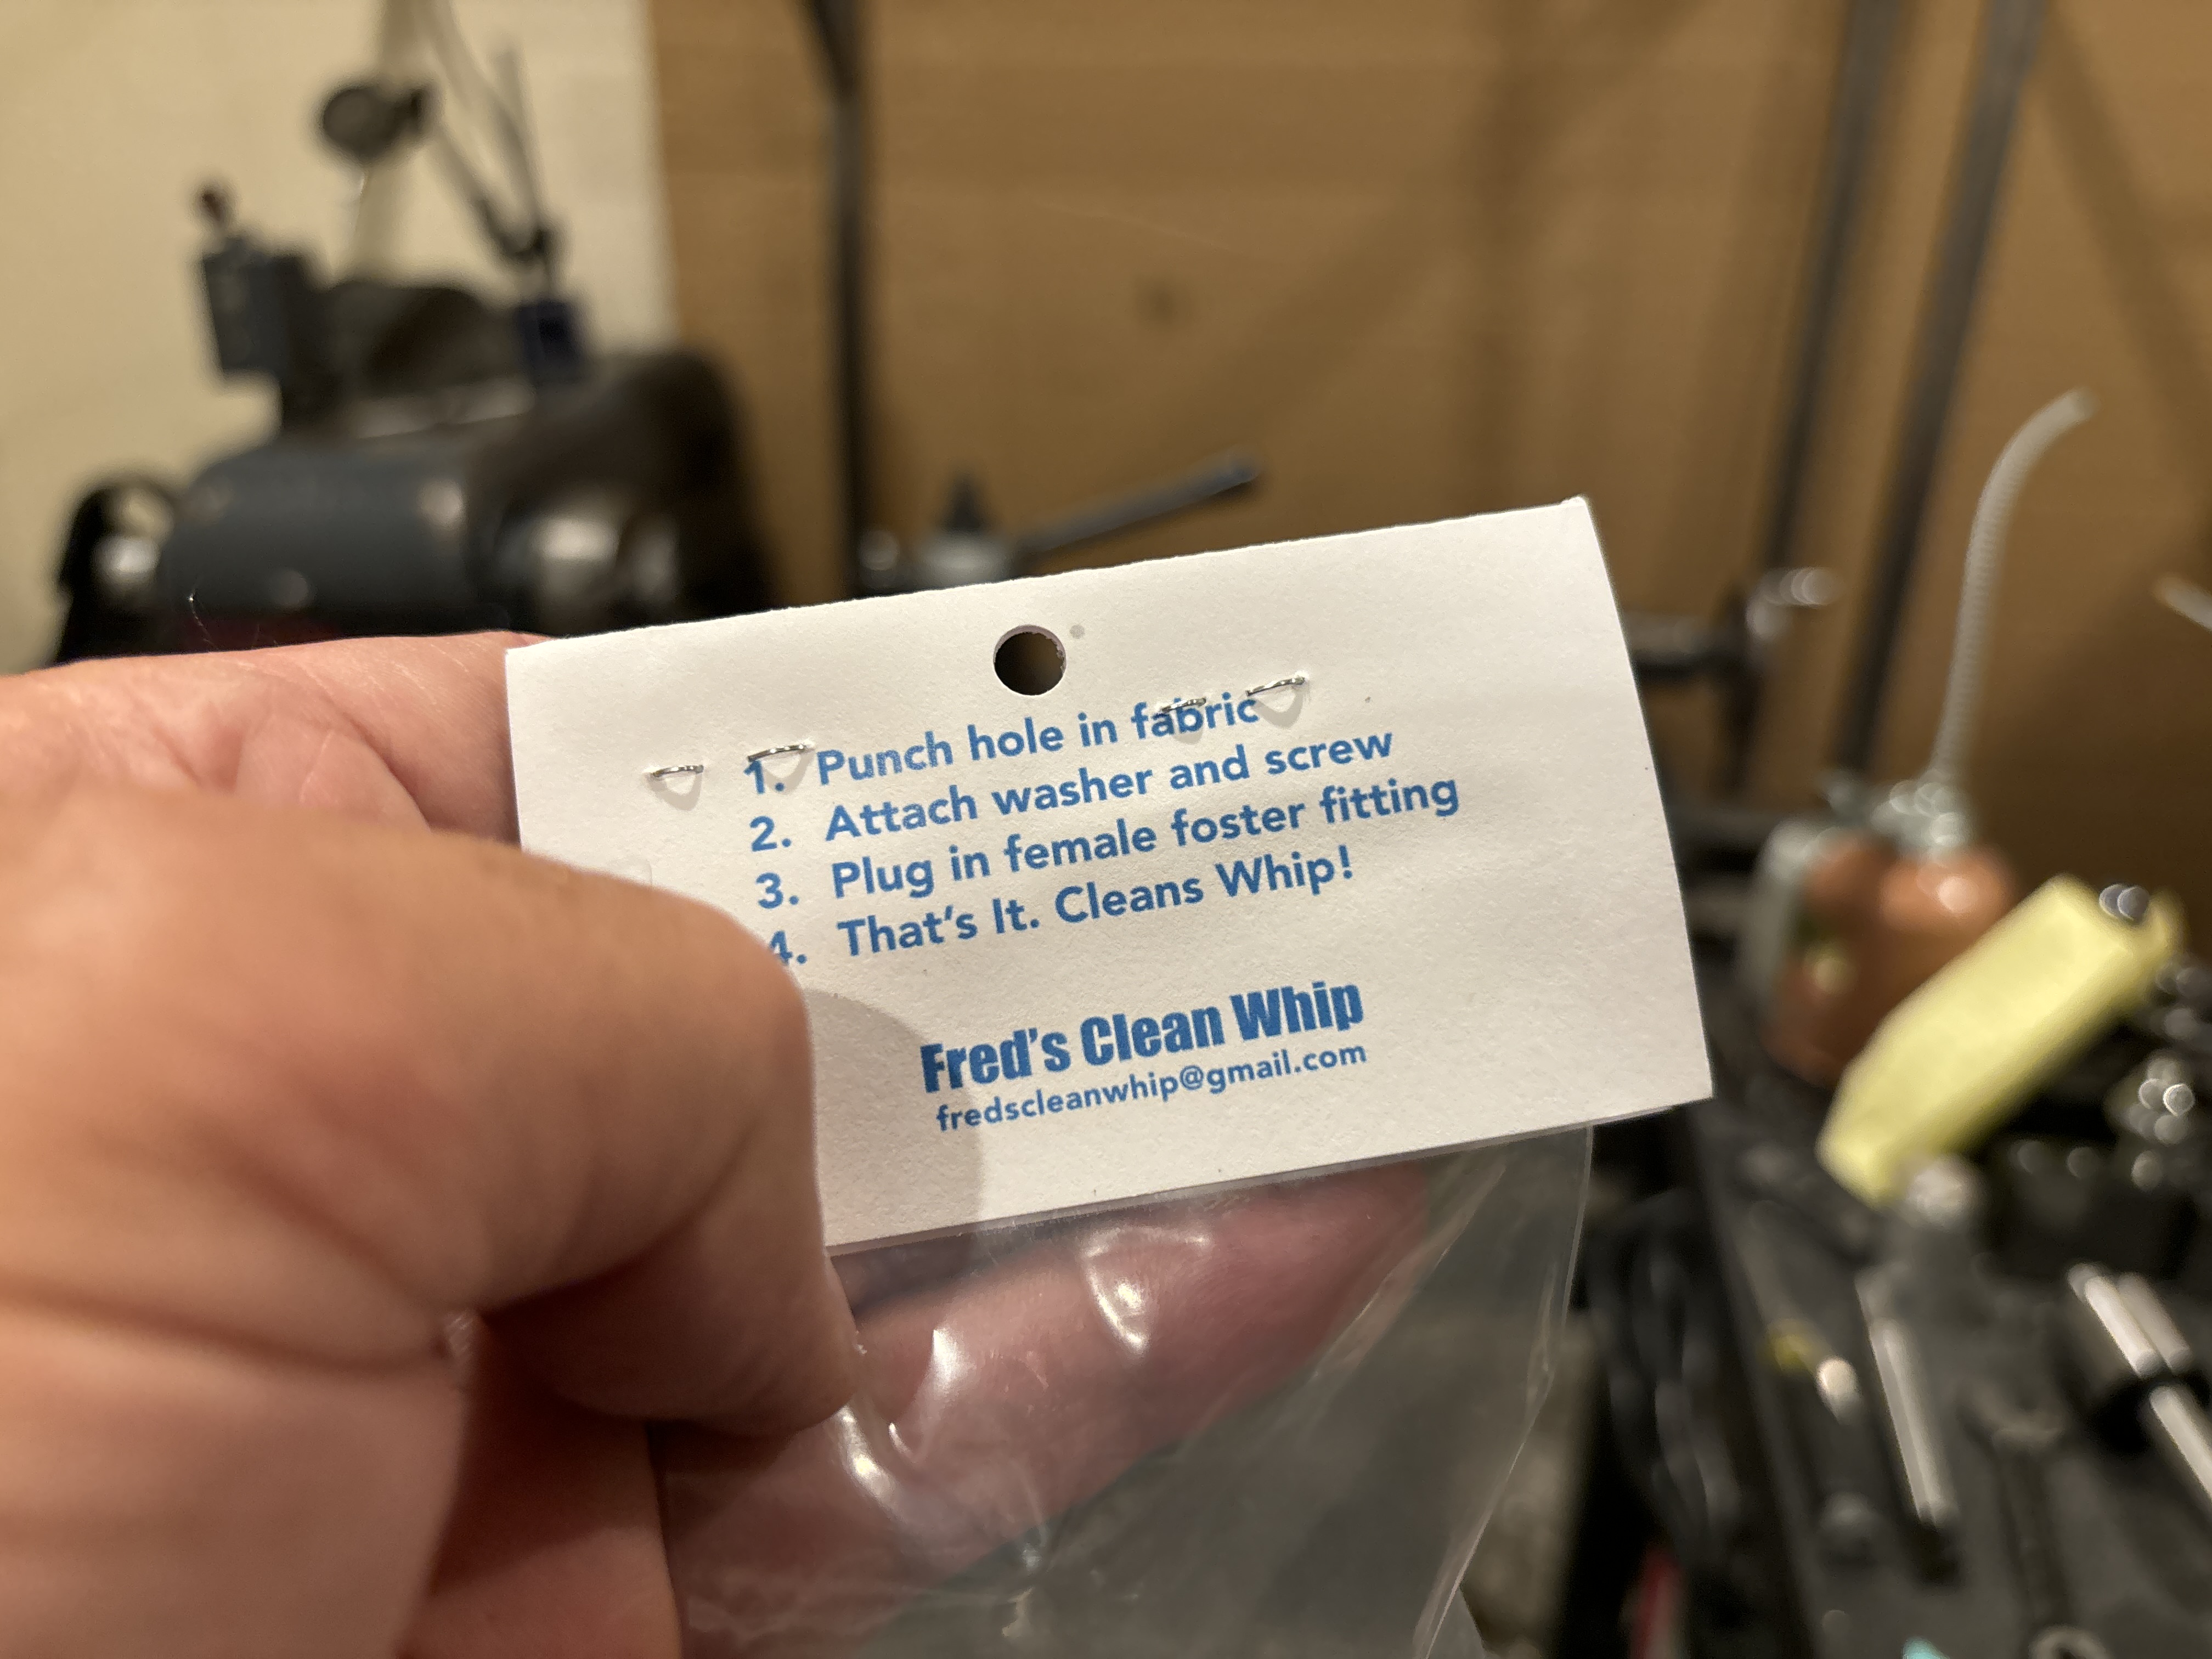 1. Punch hole in fabric
2. Attach washer and screw
3. Plug in female foster fitting
4. That's It. Cleans Whip!
Fred's Clean Whip
fredscleanwhip@gmail.com